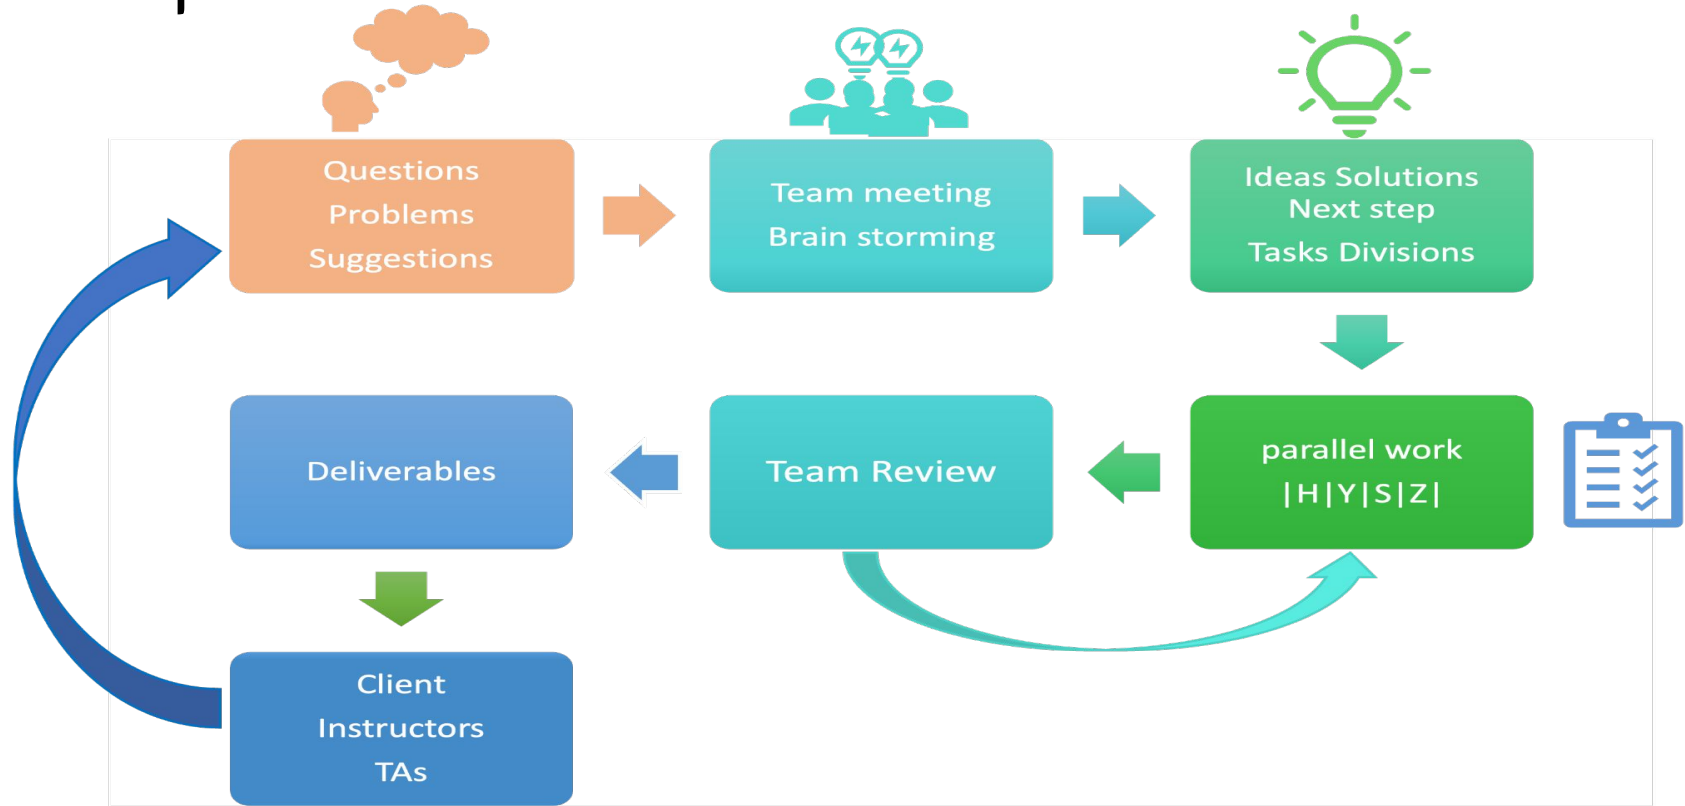 Questions
Problems
Suggestions
Team meeting
Brain storming
Ideas Solutions
Next step
Tasks Divisions
parallel work
|H|Y|S|Z|
Team Review
Deliverables
Client
Instructors
TAs